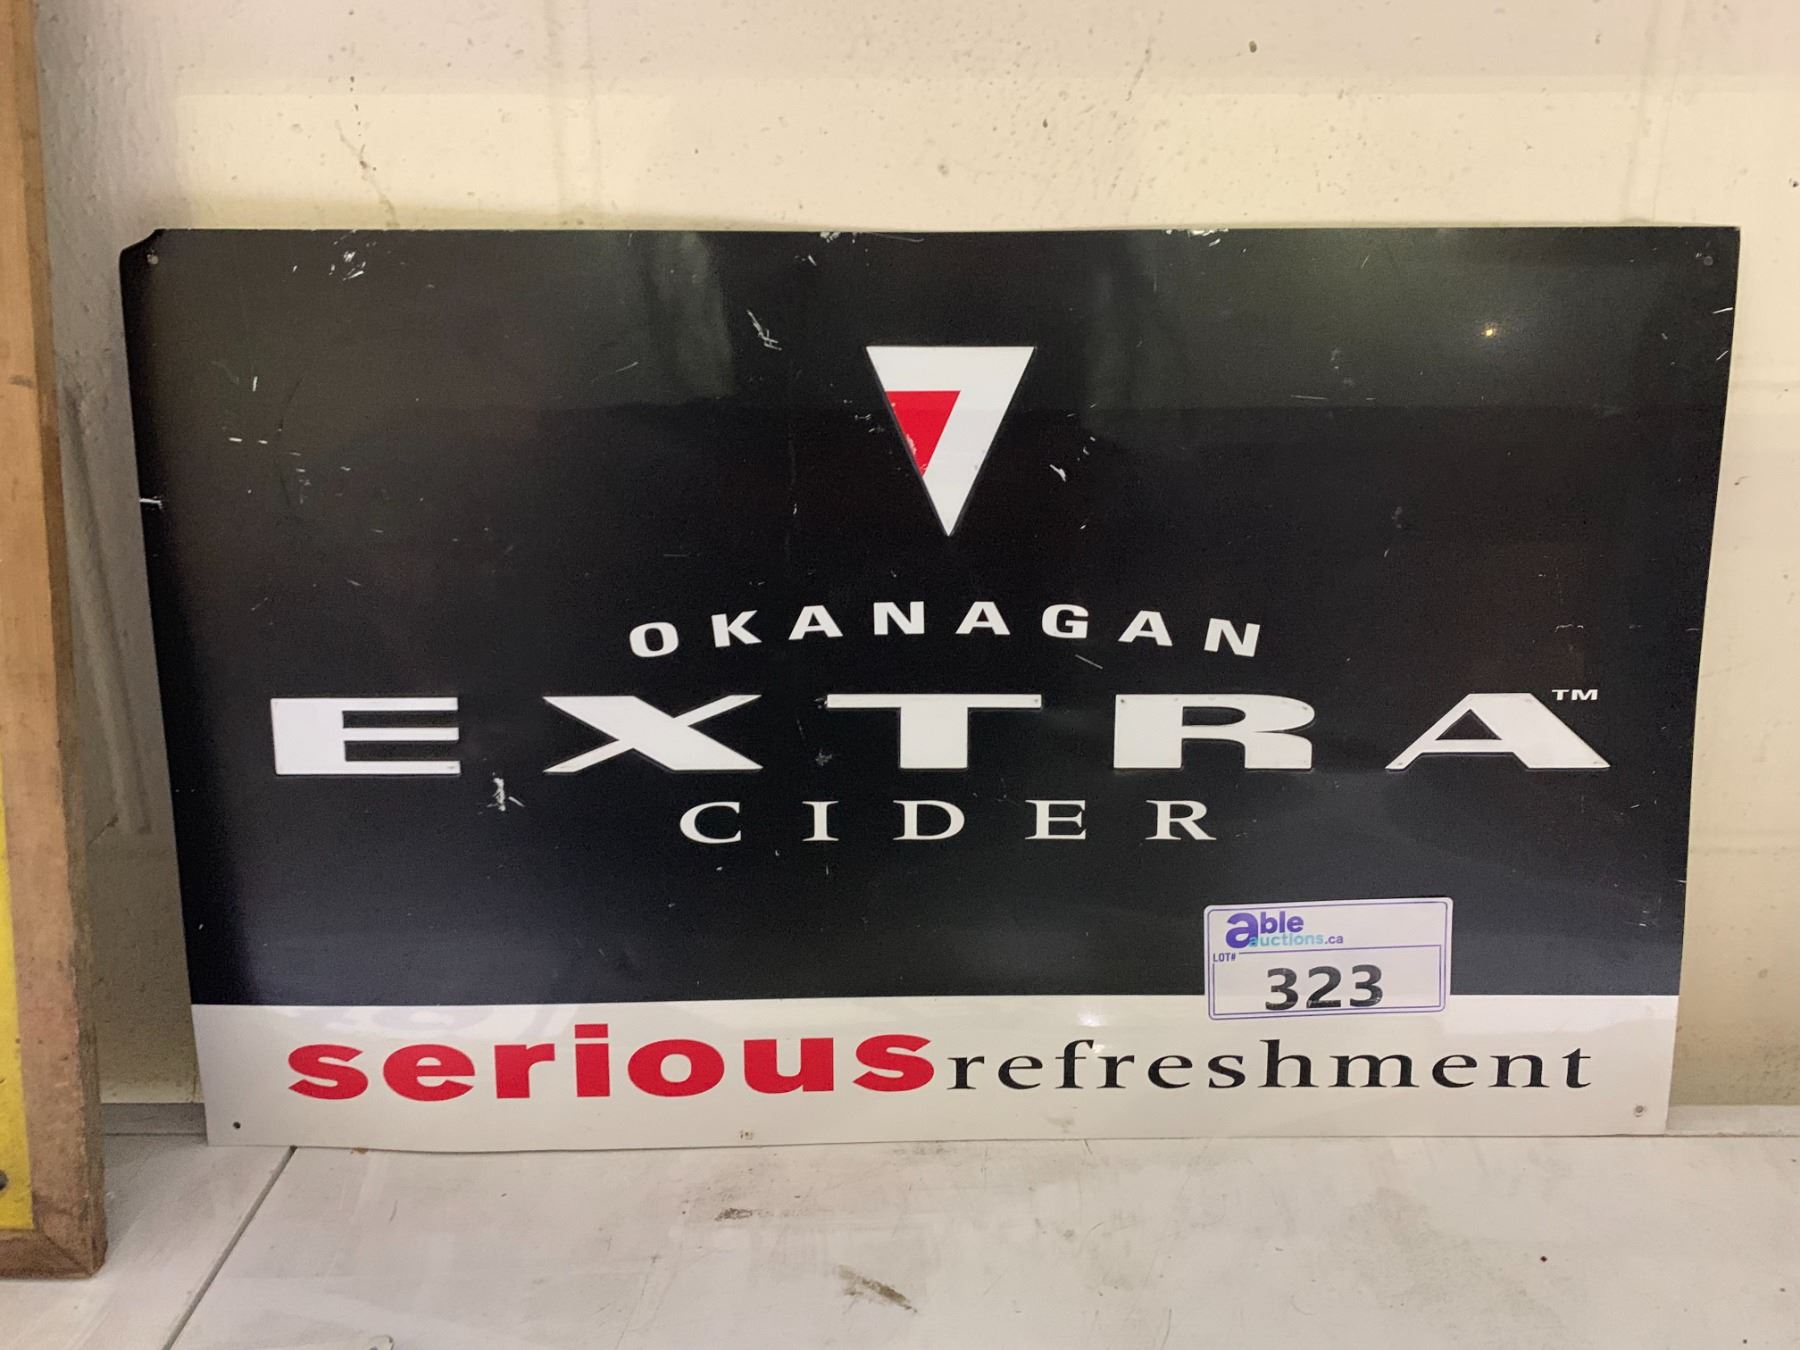 7
OKANAGAN
EXTRA™
CIDER
able
auctions.ca
LOT#
323
seriousrefreshment